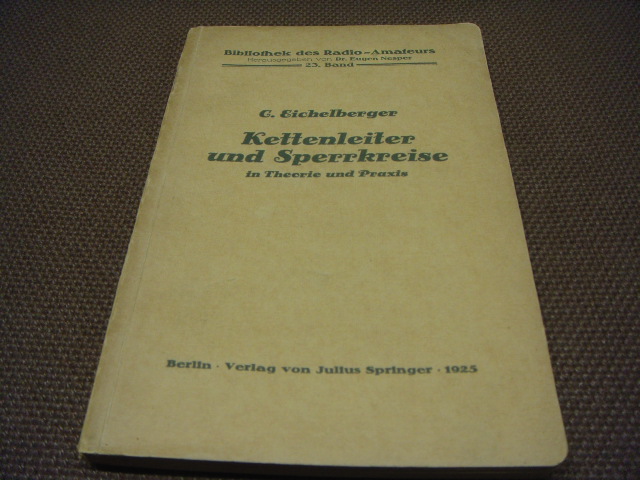 Bibliothek des Radio-Amateurs
Herausgegeben von Dr. Eugen Nesper
23. Band
C. Eichelberger
Kettenleiter
und Sperrkreise
in Theorie und Praxis
Berlin · Verlag von Julius Springer · 1925